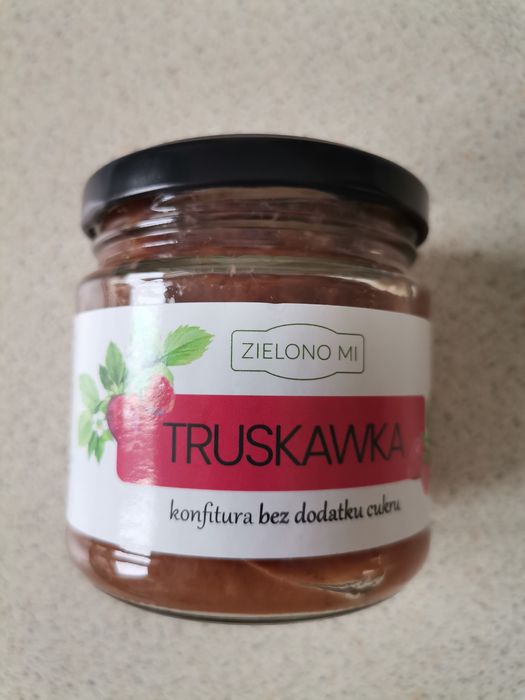 ZIELONO MI
TRUSKAWKA
konfitura bez dodatku cukru